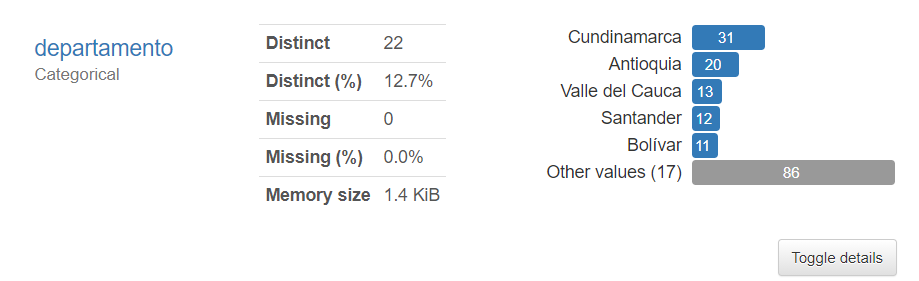 departamento
Categorical
Distinct 22
Distinct (%) 12.7%
Missing 0
Missing (%) 0.0%
Memory size 1.4 KiB
Cundinamarca 31
Antioquia 20
Valle del Cauca 13
Santander 12
Bolívar 11
Other values (17) 86
Toggle details